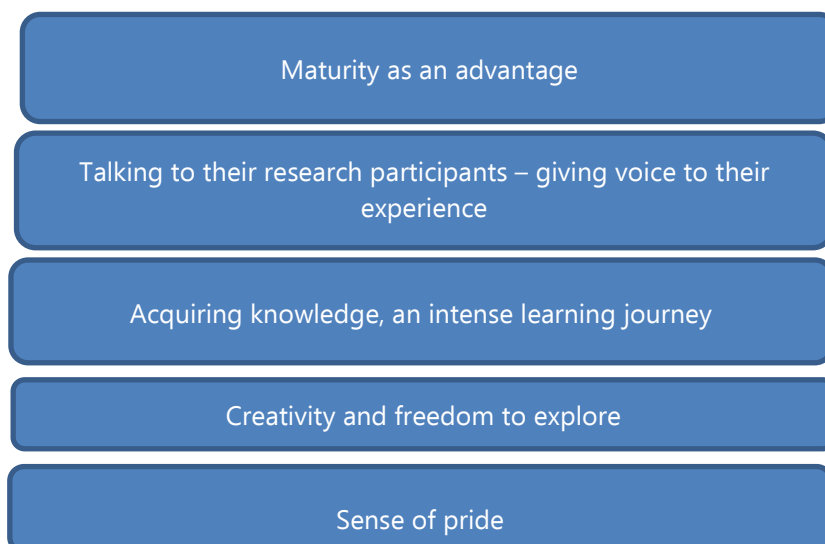 Maturity as an advantage
Talking to their research participants – giving voice to their
experience
Acquiring knowledge, an intense learning journey
Creativity and freedom to explore
Sense of pride